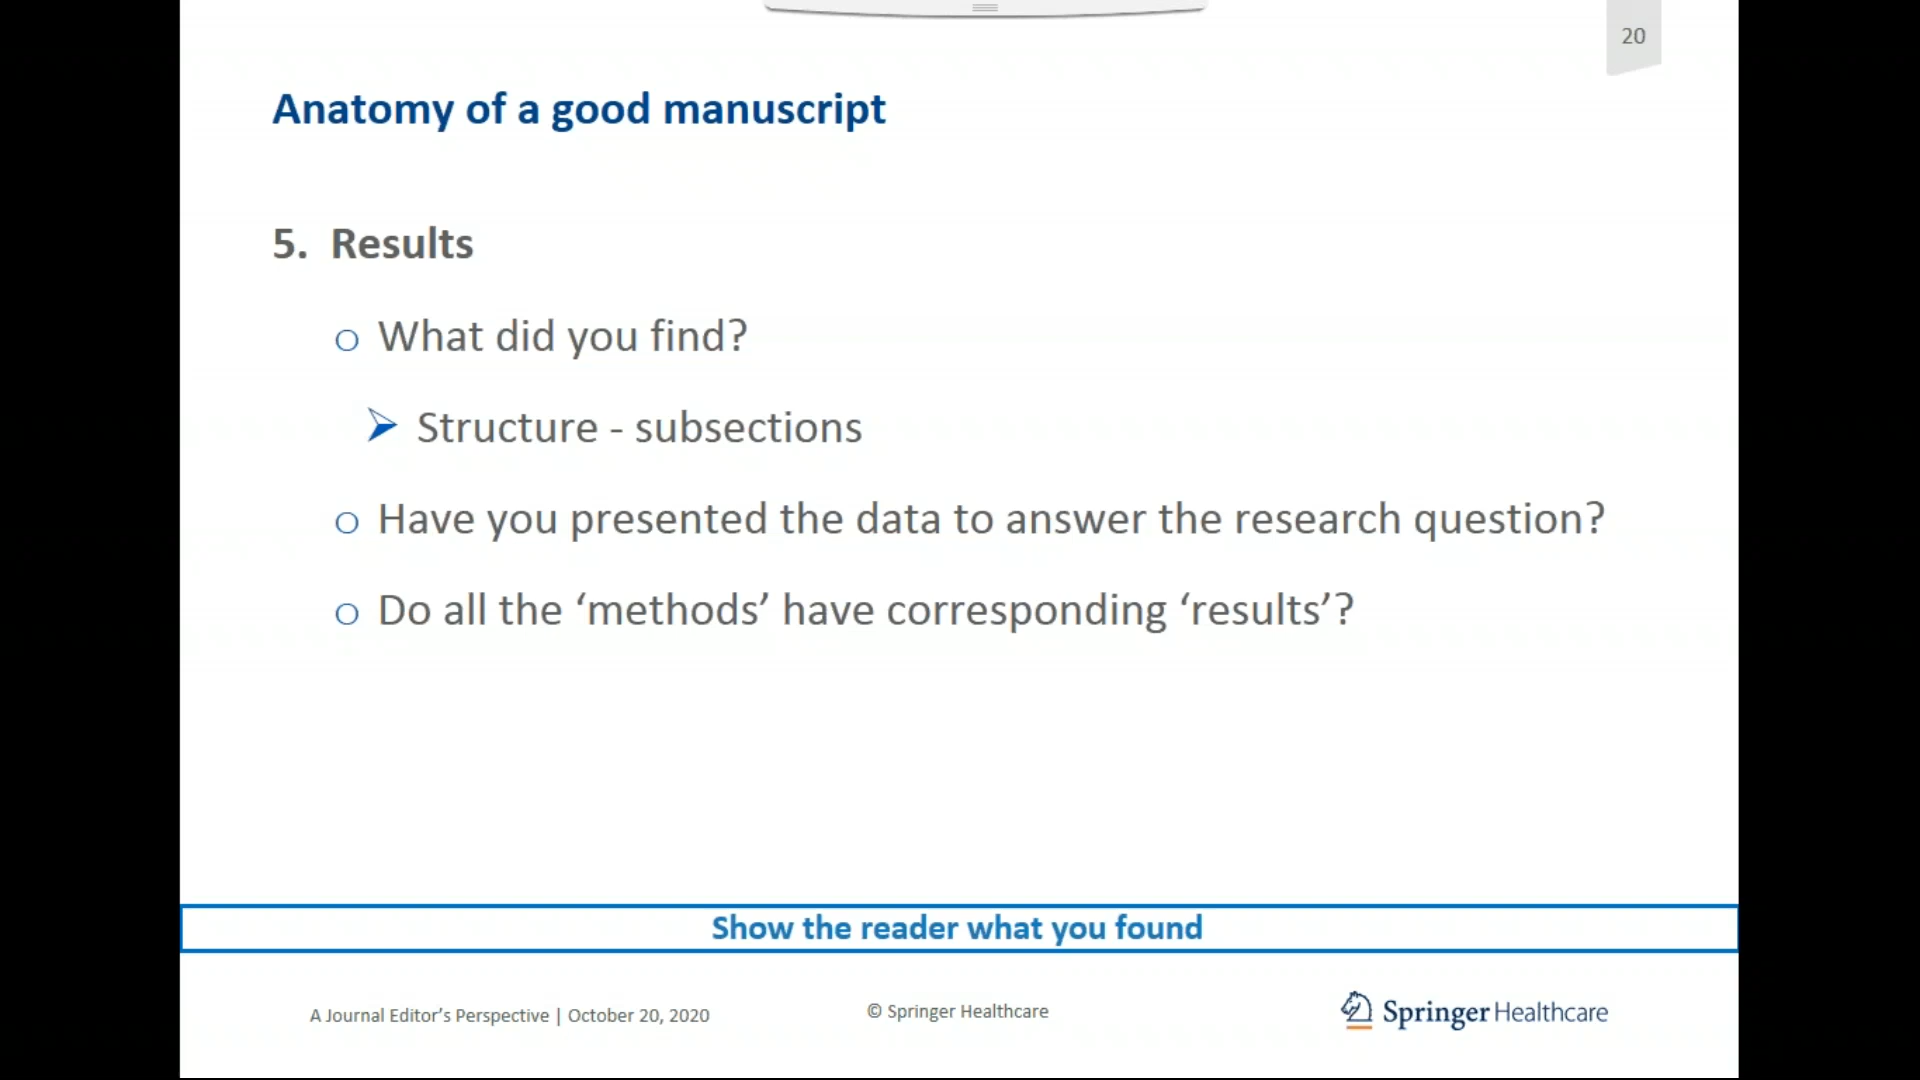 20
Anatomy of a good manuscript
5. Results
o What did you find?
➢ Structure - subsections
o Have you presented the data to answer the research question?
o Do all the ‘methods’ have corresponding ‘results’?
Show the reader what you found
A Journal Editor’s Perspective | October 20, 2020
© Springer Healthcare
Springer Healthcare